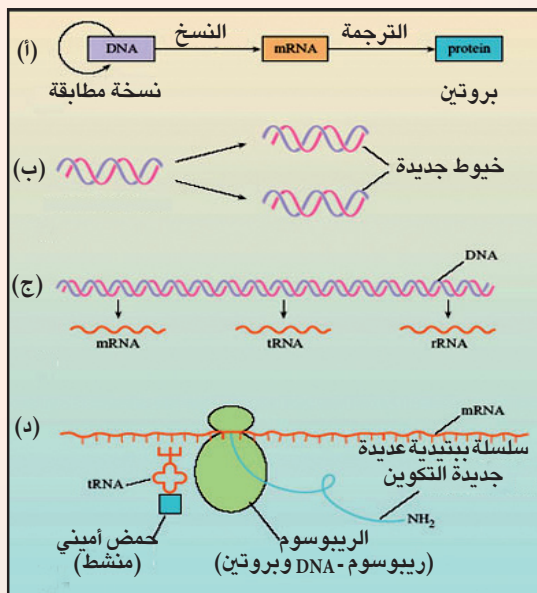 (أ)
DNA
النسخ
mRNA
الترجمة
protein
نسخة مطابقة
بروتين
(ب)
خيوط جديدة
(ج)
DNA
mRNA
tRNA
rRNA
(د)
mRNA
سلسلة ببتيدية عديدة
جديدة التكوين
tRNA
NH₂
حمض أميني
(منشط)
الريبوسوم
(ريبوسوم - DNA وبروتين)